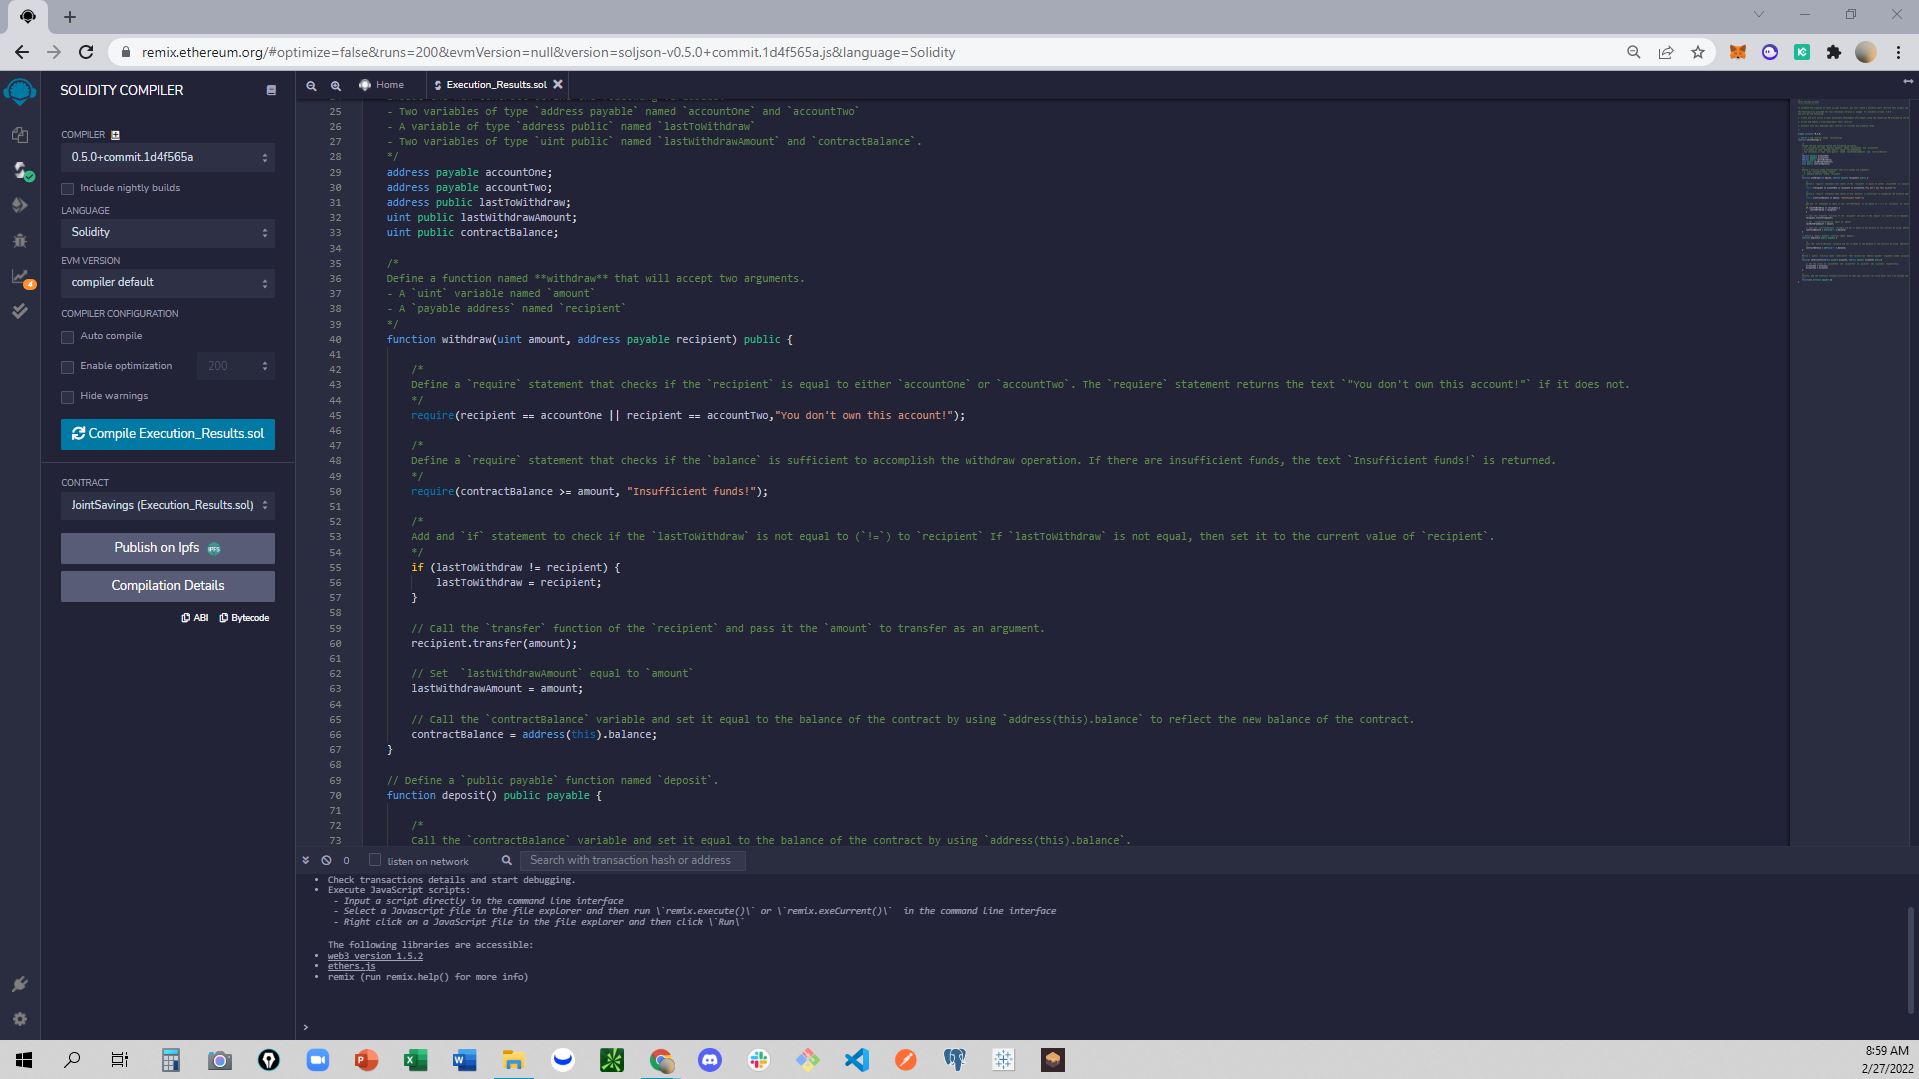 remix.ethereum.org/#optimize=false&runs=200&evmVersion=null&version=soljson-v0.5.0+commit.1d4f565a.js&language=Solidity
SOLIDITY COMPILER
COMPILER
0.5.0+commit.1d4f565a
Include nightly builds
LANGUAGE
Solidity
EVM VERSION
compiler default
COMPILER CONFIGURATION
Auto compile
Enable optimization
200
Hide warnings
Compile Execution_Results.sol
CONTRACT
JointSavings (Execution_Results.sol)
Publish on Ipfs
IPFS
Compilation Details
ABI Bytecode
4
Home
Execution_Results.sol
25 - Two variables of type `address payable` named `accountOne` and `accountTwo`
26 - A variable of type `address public` named `lastToWithdraw`
27 - Two variables of type `uint public` named `lastWithdrawAmount` and `contractBalance`.
28 */
29 address payable accountOne;
30 address payable accountTwo;
31 address public lastToWithdraw;
32 uint public lastWithdrawAmount;
33 uint public contractBalance;
34
35 /*
36 Define a function named **withdraw** that will accept two arguments.
37 - A `uint` variable named `amount`
38 - A `payable address` named `recipient`
39 */
40 function withdraw(uint amount, address payable recipient) public {
41
42 /*
43 Define a `require` statement that checks if the `recipient` is equal to either `accountOne` or `accountTwo`. The `requiere` statement returns the text `"You don't own this account!"` if it does not.
44 */
45 require(recipient == accountOne || recipient == accountTwo,"You don't own this account!");
46
47 /*
48 Define a `require` statement that checks if the `balance` is sufficient to accomplish the withdraw operation. If there are insufficient funds, the text `Insufficient funds!` is returned.
49 */
50 require(contractBalance >= amount, "Insufficient funds!");
51
52 /*
53 Add and `if` statement to check if the `lastToWithdraw` is not equal to (`!=`) to `recipient` If `lastToWithdraw` is not equal, then set it to the current value of `recipient`.
54 */
55 if (lastToWithdraw != recipient) {
56 lastToWithdraw = recipient;
57 }
58
59 // Call the `transfer` function of the `recipient` and pass it the `amount` to transfer as an argument.
60 recipient.transfer(amount);
61
62 // Set  `lastWithdrawAmount` equal to `amount`
63 lastWithdrawAmount = amount;
64
65 // Call the `contractBalance` variable and set it equal to the balance of the contract by using `address(this).balance` to reflect the new balance of the contract.
66 contractBalance = address(this).balance;
67 }
68
69 // Define a `public payable` function named `deposit`.
70 function deposit() public payable {
71
72 /*
73 Call the `contractBalance` variable and set it equal to the balance of the contract by using `address(this).balance`.
0 listen on network Search with transaction hash or address
• Check transactions details and start debugging.
• Execute JavaScript scripts:
- Input a script directly in the command line interface
- Select a Javascript file in the file explorer and then run \`remix.execute()\` or \`remix.exeCurrent()\`  in the command line interface
- Right click on a JavaScript file in the file explorer and then click \`Run\`
The following libraries are accessible:
• web3 version 1.5.2
• ethers.js
• remix (run remix.help() for more info)
>
8:59 AM
2/27/2022